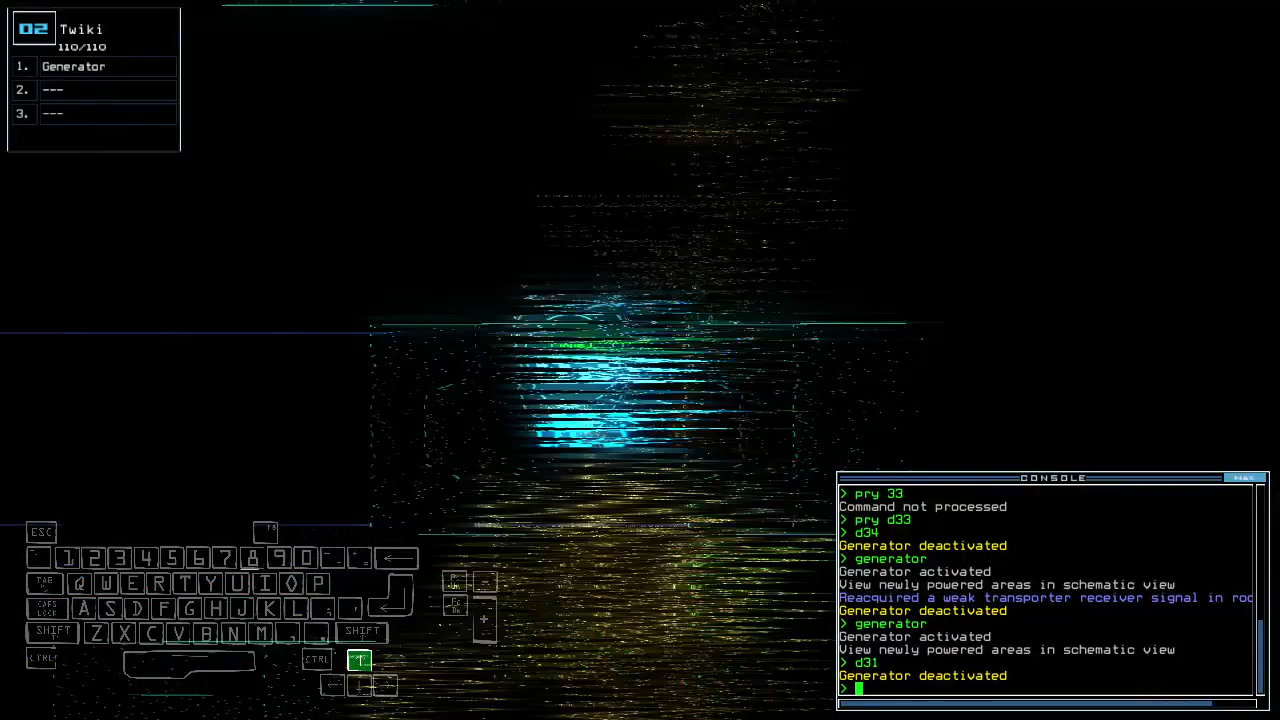 02 Twiki
110/110
1. Generator
2. ---
3. ---
CONSOLE
MAX
> pry 33
Command not processed
> pry d33
> d34
Generator deactivated
> generator
Generator activated
View newly powered areas in schematic view
Reacquired a weak transporter receiver signal in roo
Generator deactivated
> generator
Generator activated
View newly powered areas in schematic view
> d31
Generator deactivated
>
ESC
1 2 3 4 5 6 7 8 9 0 - =
TAB Q W E R T Y U I O P
CAPS LOCK A S D F G H J K L ;
SHIFT Z X C V B N M , . SHIFT
CTRL CTRL